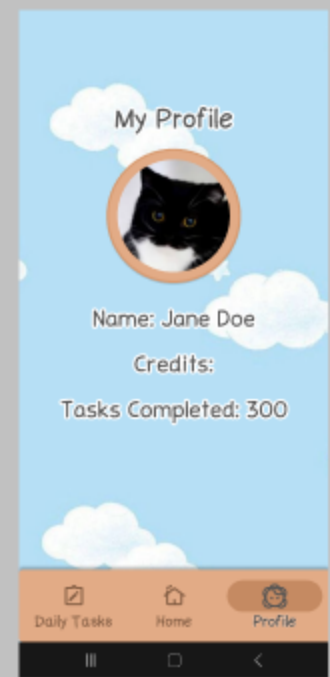 My Profile
Name: Jane Doe
Credits:
Tasks Completed: 300
Daily Tasks
Home
Profile